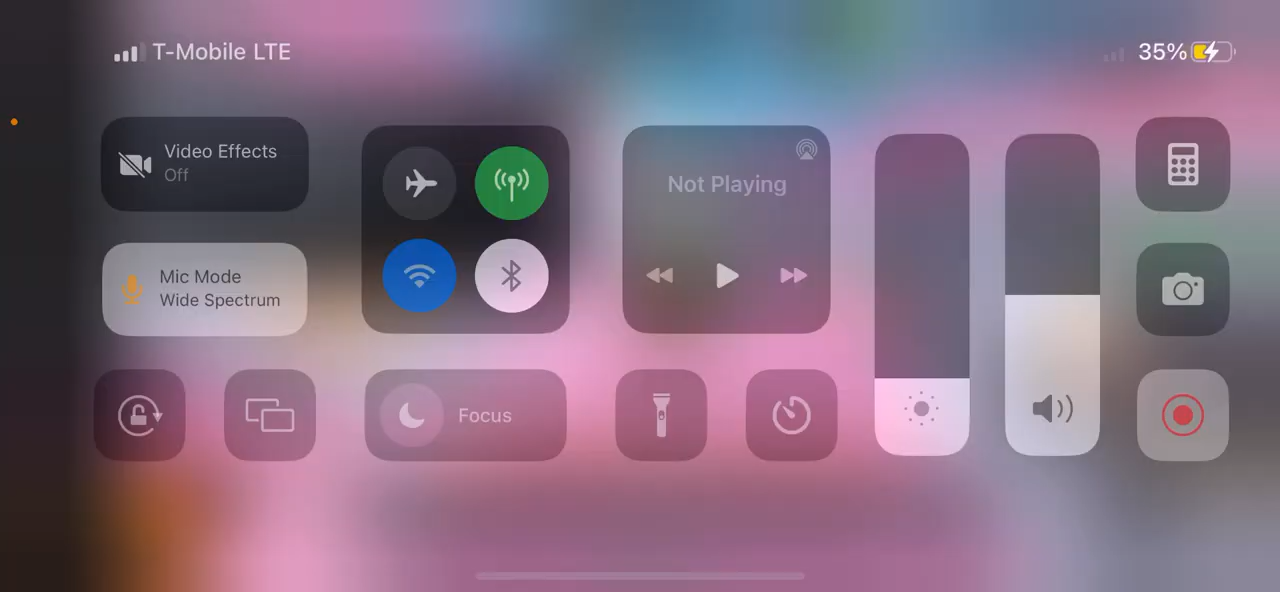 T-Mobile LTE
35%
Video Effects
Off
Not Playing
Mic Mode
Wide Spectrum
Focus